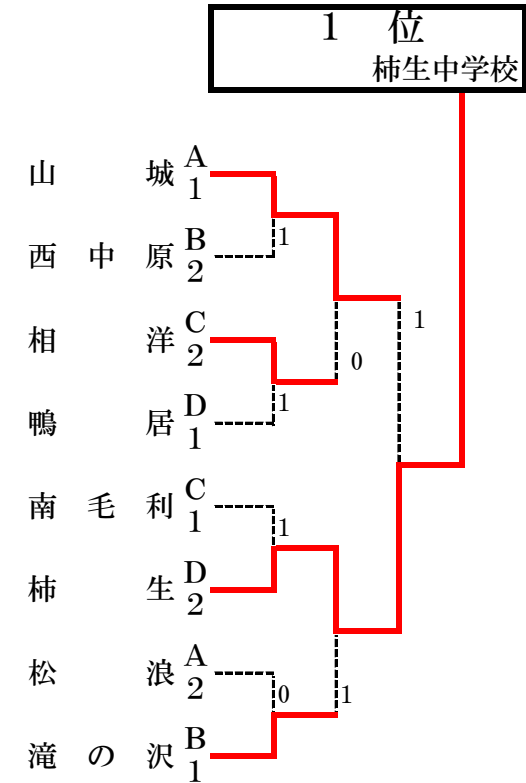 1 位
柿生中学校
山 城 A 1
1
西中原 B 2
相 洋 C 2
1
0
1
鴨 居 D 1
南毛利 C 1
1
柿 生 D 2
松 浪 A 2
0
1
滝の沢 B 1